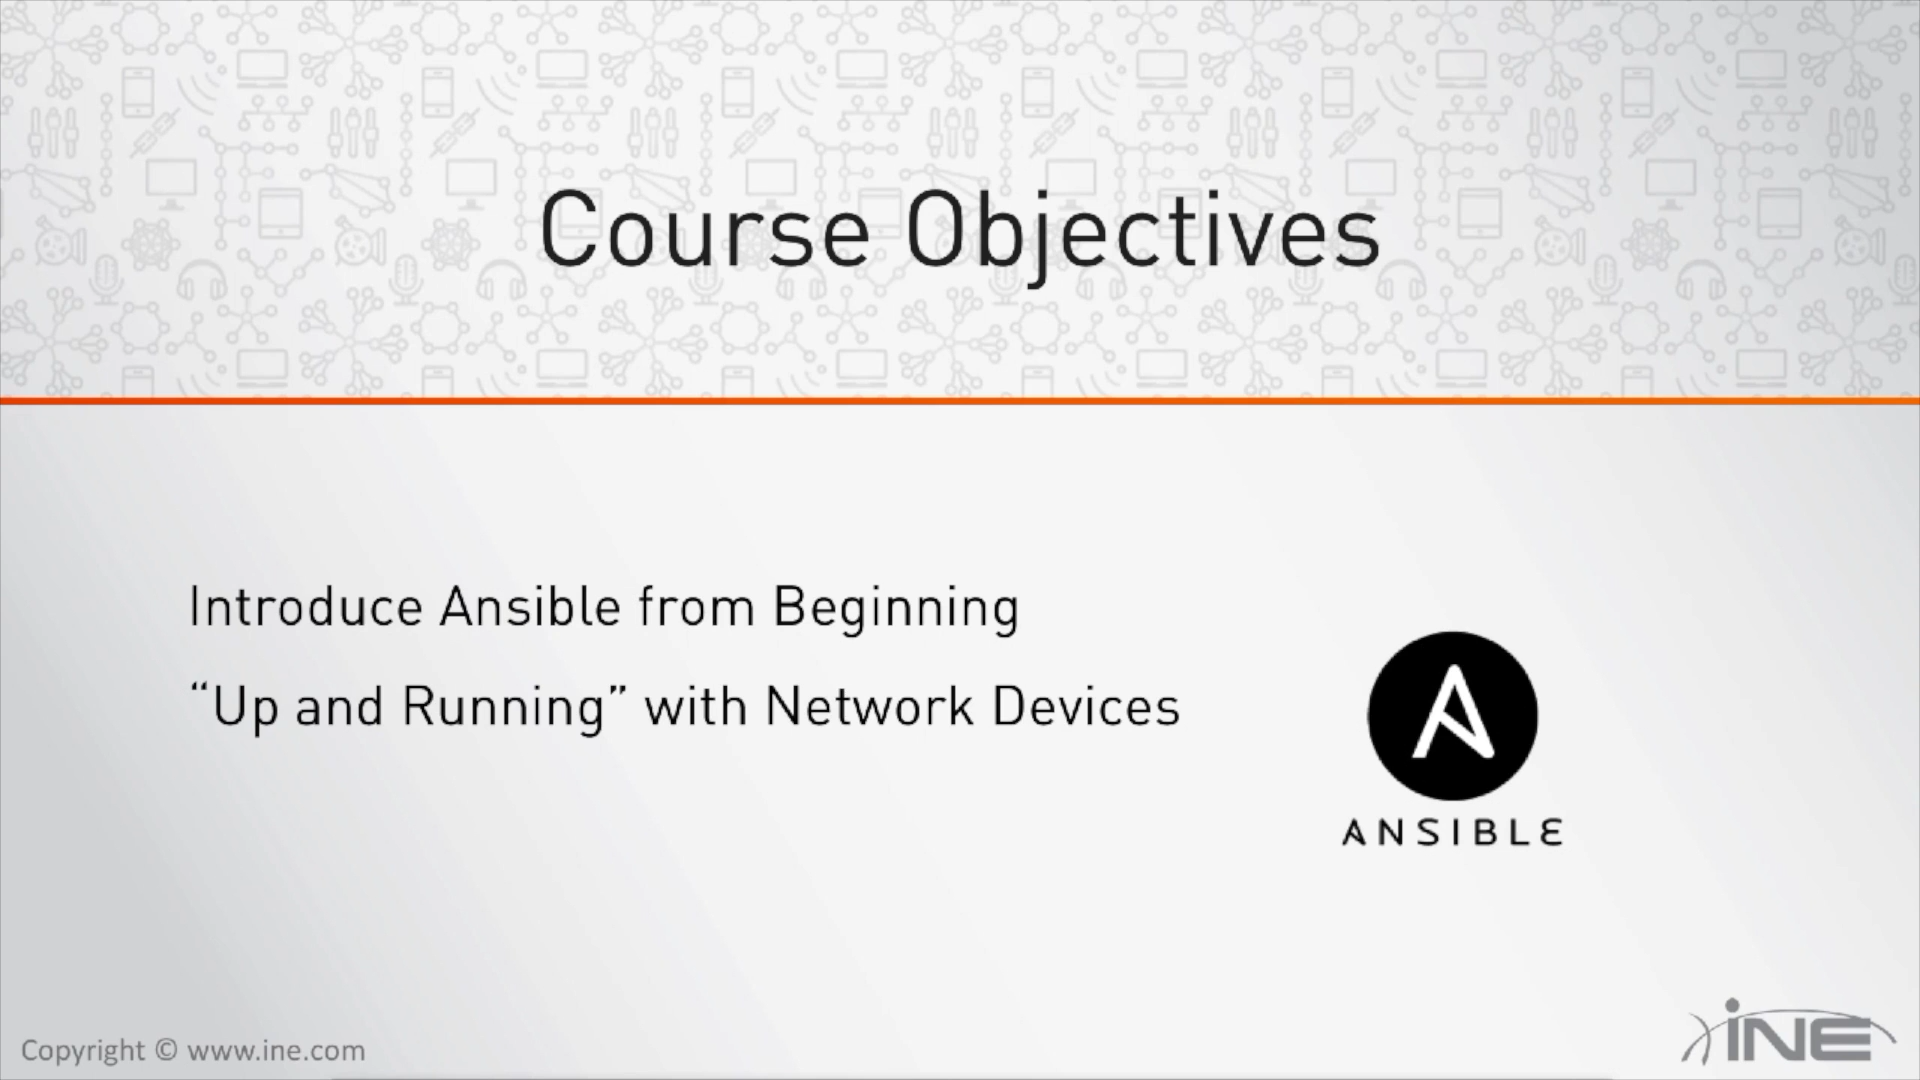 Course Objectives
Introduce Ansible from Beginning
“Up and Running” with Network Devices
ANSIBLE
Copyright © www.ine.com
iNE